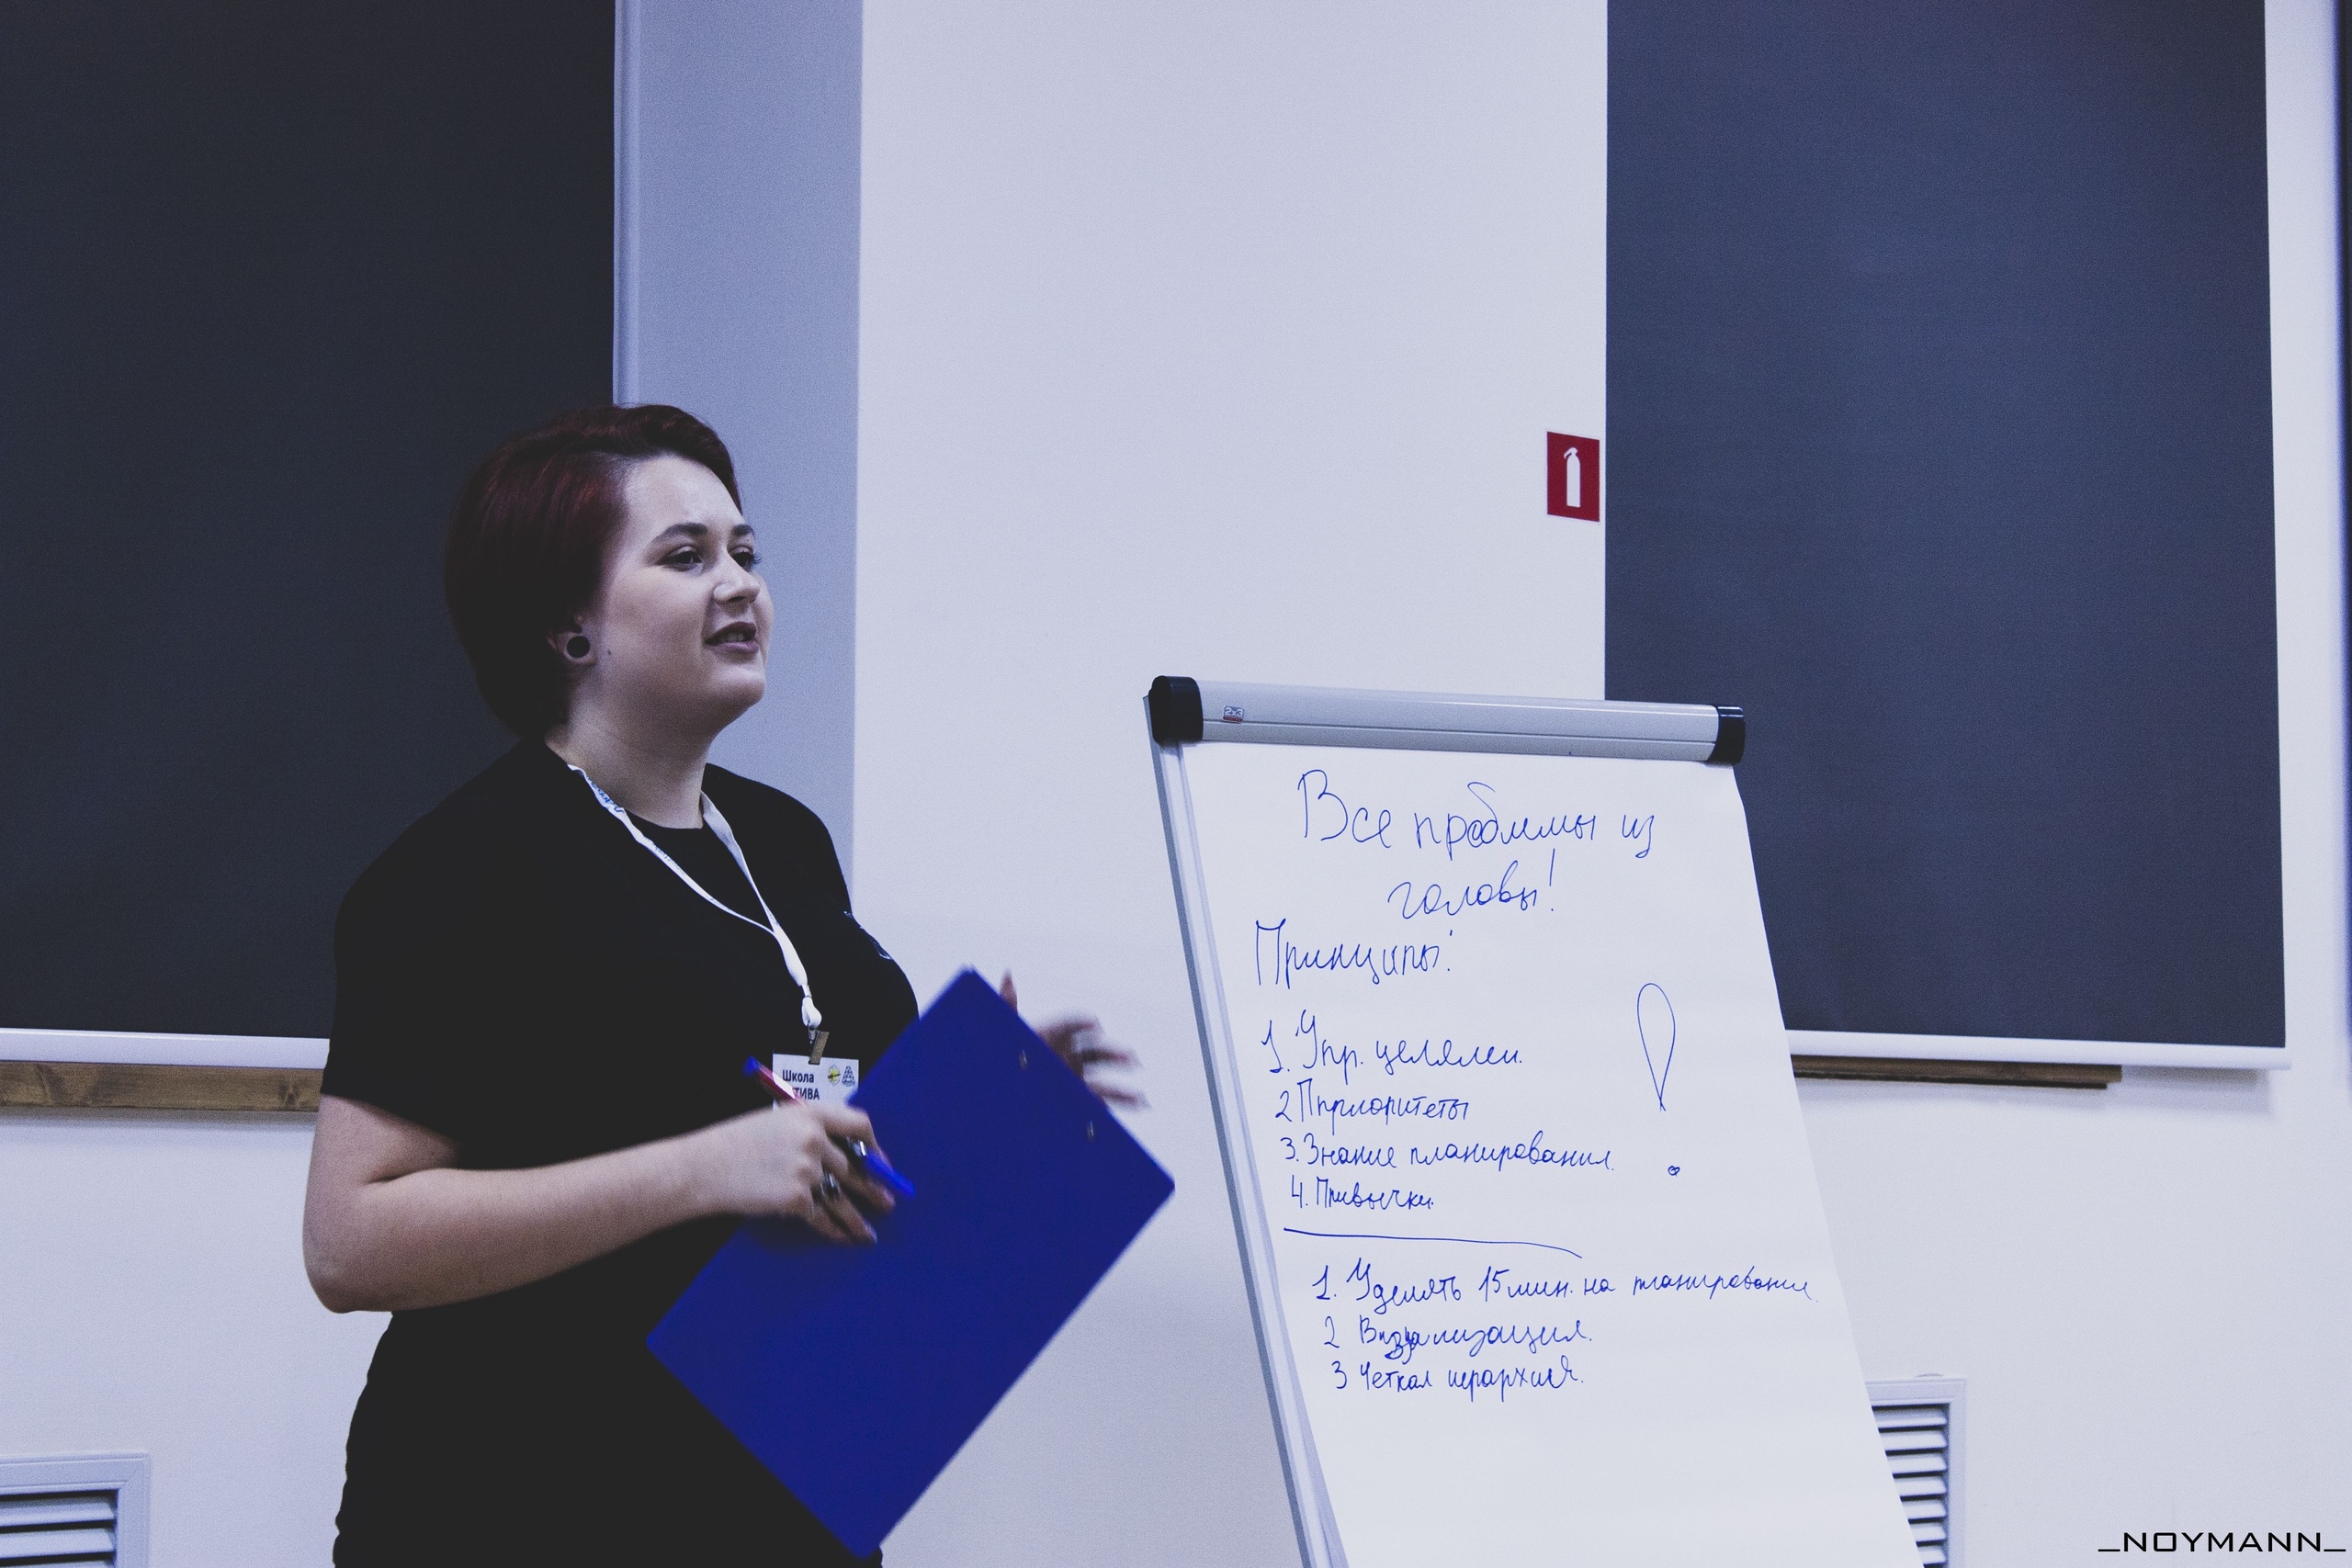 Все проблемы из
головы!
Принципы:
1. Упр. целями.
2 Приоритеты
3. Знание планирования.
4. Привычки.
1. Уделять 15 мин. на планирование
2 Визуализация.
3 Четкая иерархия.
Школа
_NOYMANN_